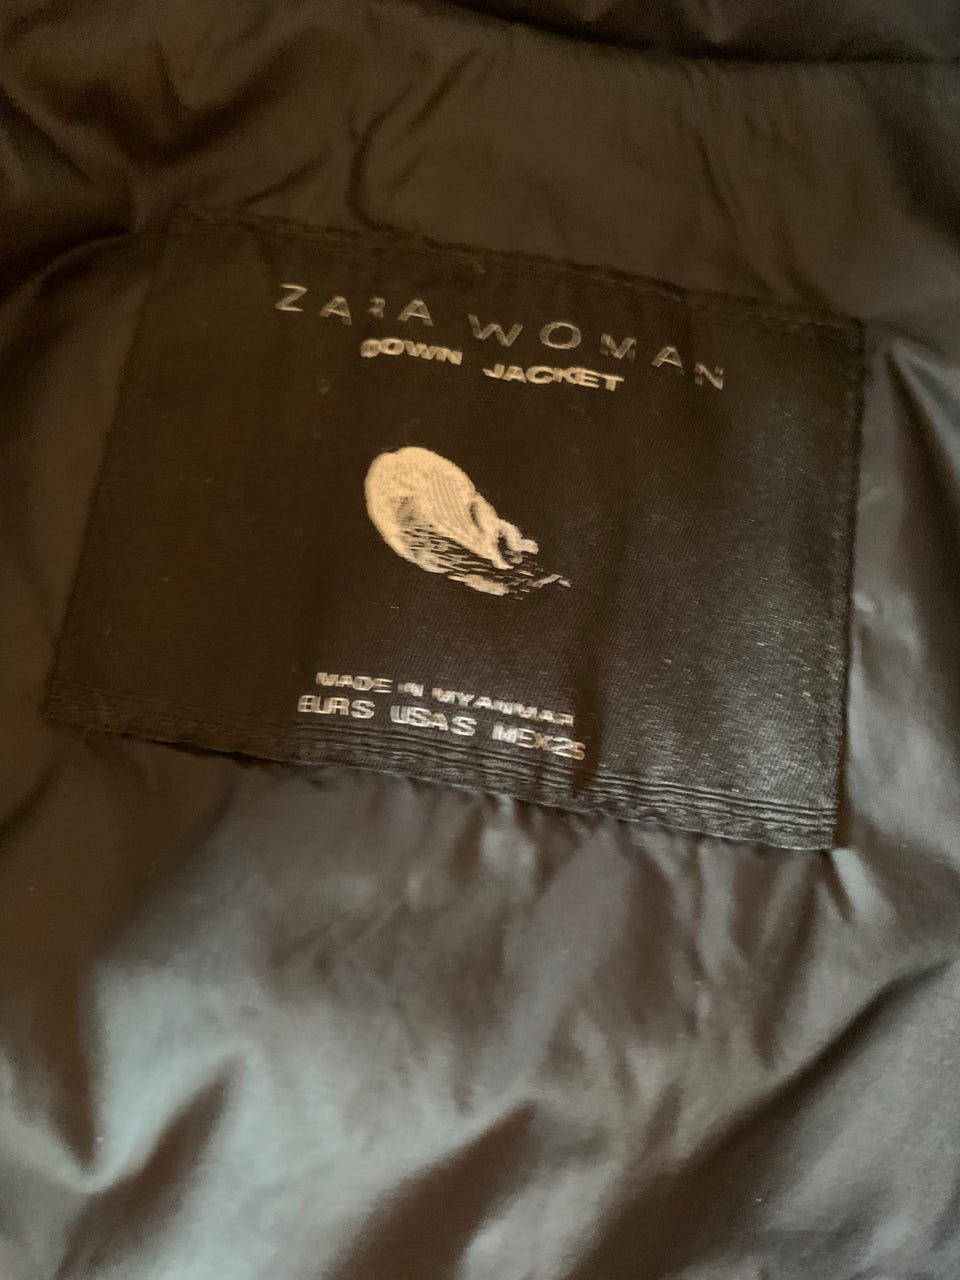 ZARA WOMAN
DOWN JACKET
MADE IN MYANMAR
EUR S USA S MEX 26